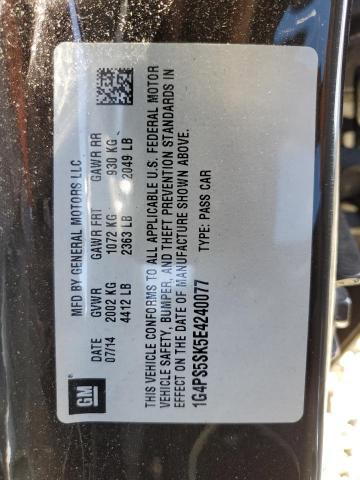 GM®
MFD BY GENERAL MOTORS LLC
DATE GVWR GAWR FRT GAWR RR
07/14 2002 KG 1072 KG 930 KG
4412 LB 2363 LB 2049 LB
THIS VEHICLE CONFORMS TO ALL APPLICABLE U.S. FEDERAL MOTOR
VEHICLE SAFETY, BUMPER, AND THEFT PREVENTION STANDARDS IN
EFFECT ON THE DATE OF MANUFACTURE SHOWN ABOVE.
1G4PS5SK5E4240077 TYPE: PASS CAR